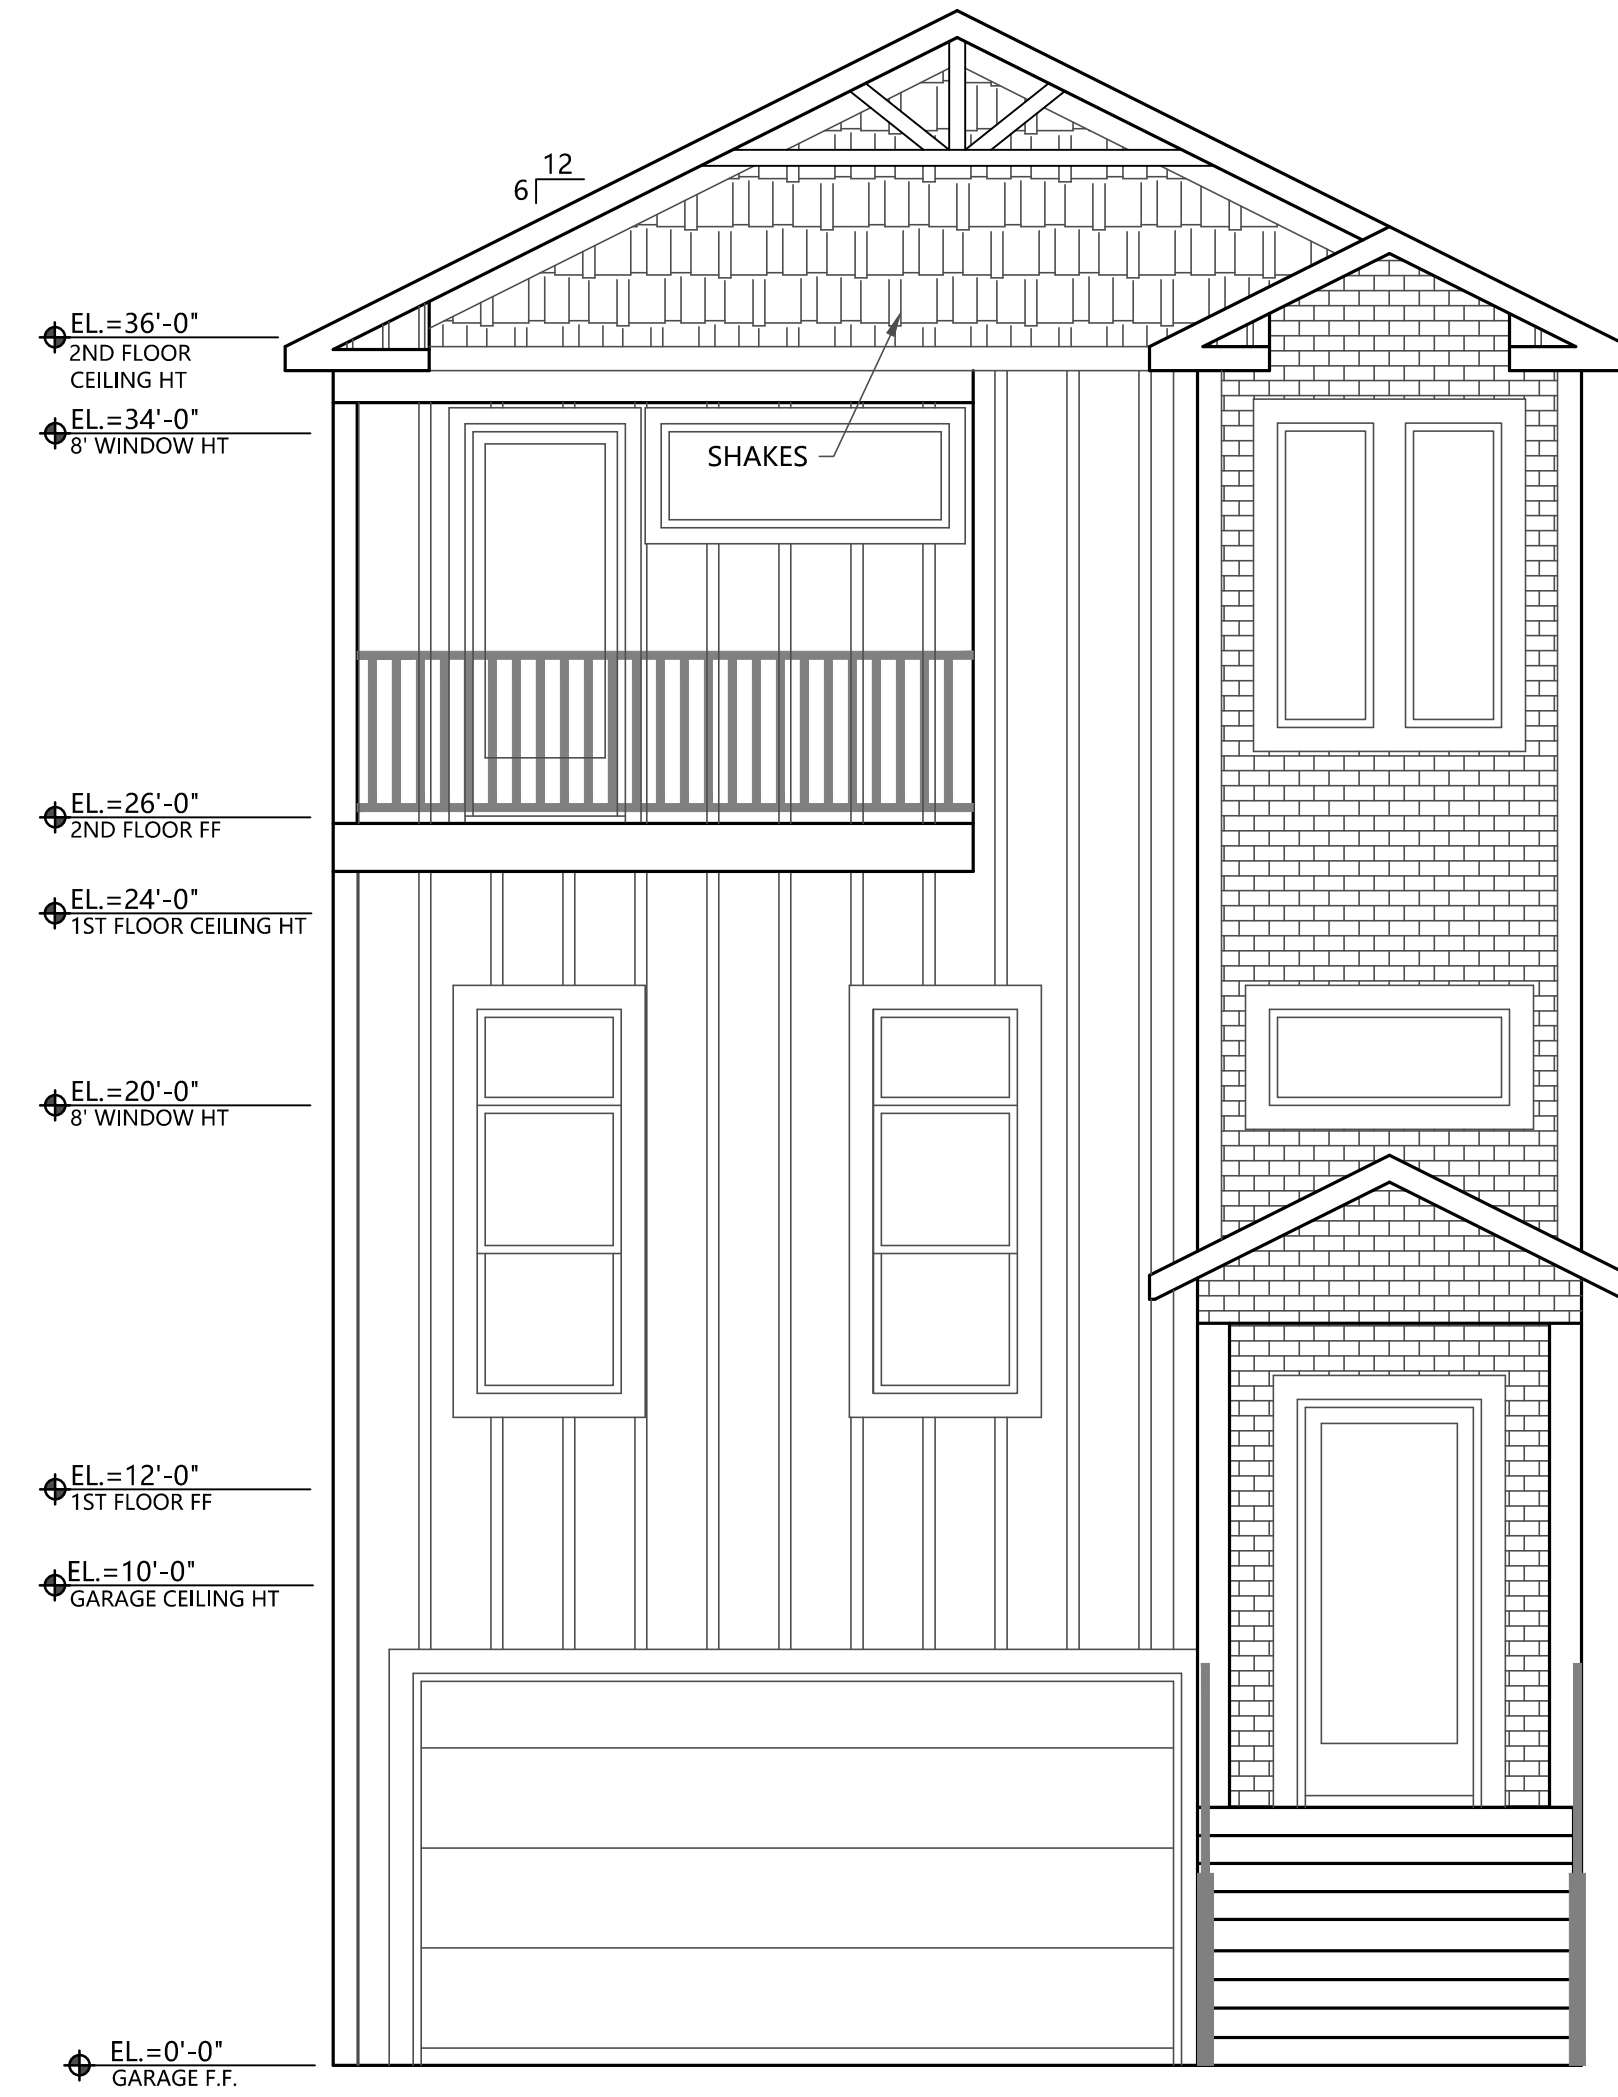 12
6
EL.=36'-0"
2ND FLOOR
CEILING HT
EL.=34'-0"
8' WINDOW HT
SHAKES
EL.=26'-0"
2ND FLOOR FF
EL.=24'-0"
1ST FLOOR CEILING HT
EL.=20'-0"
8' WINDOW HT
EL.=12'-0"
1ST FLOOR FF
EL.=10'-0"
GARAGE CEILING HT
EL.=0'-0"
GARAGE F.F.